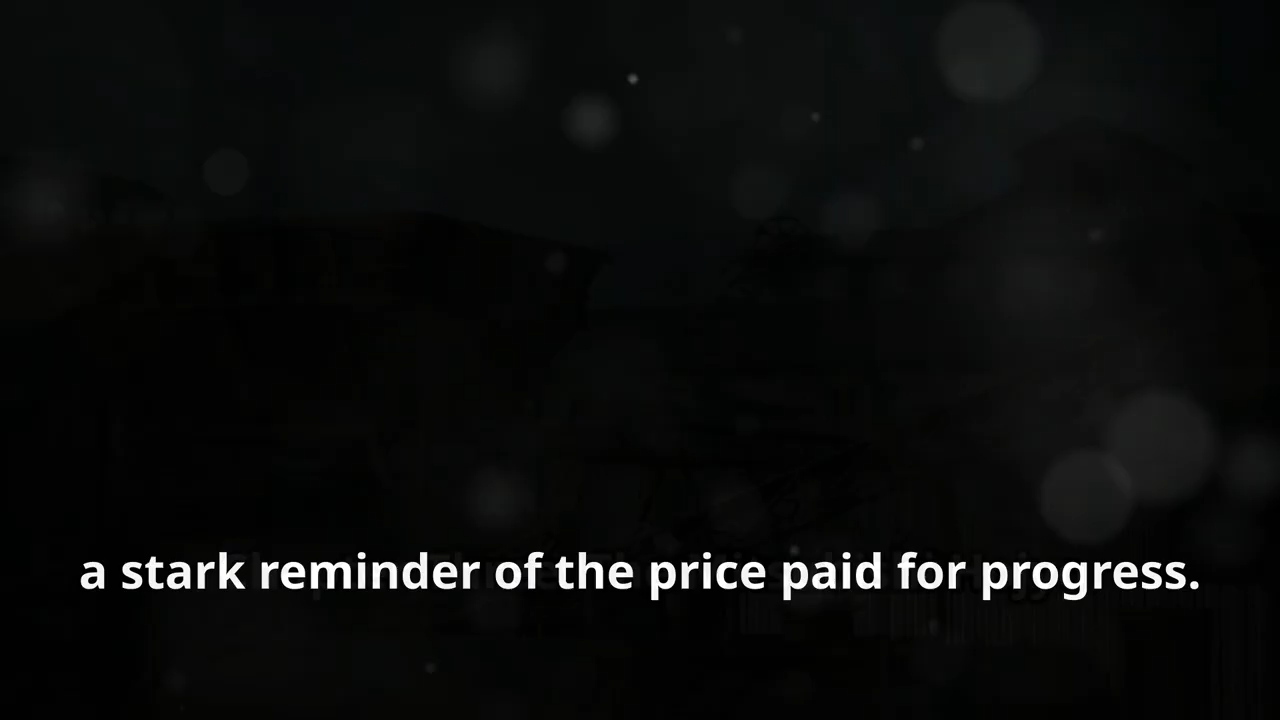 a stark reminder of the price paid for progress.